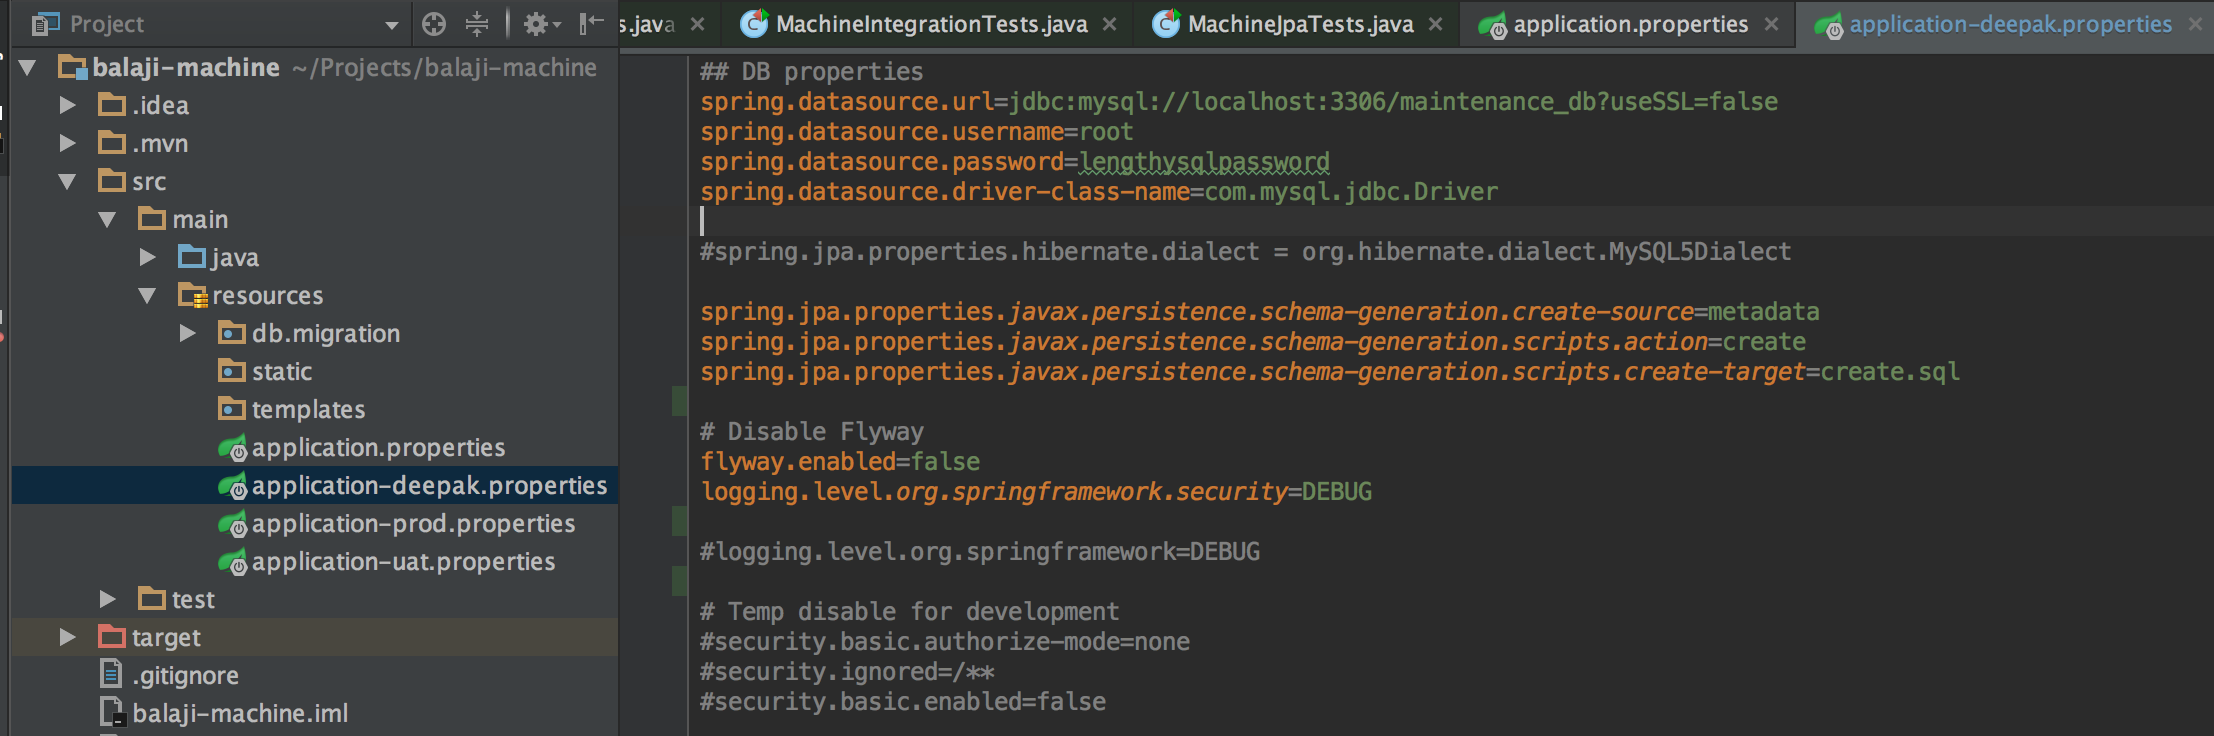 Project
s.java
MachineIntegrationTests.java
MachineJpaTests.java
application.properties
application-deepak.properties
balaji-machine ~/Projects/balaji-machine
.idea
.mvn
src
main
java
resources
db.migration
static
templates
application.properties
application-deepak.properties
application-prod.properties
application-uat.properties
test
target
.gitignore
balaji-machine.iml
## DB properties
spring.datasource.url=jdbc:mysql://localhost:3306/maintenance_db?useSSL=false
spring.datasource.username=root
spring.datasource.password=lengthysqlpassword
spring.datasource.driver-class-name=com.mysql.jdbc.Driver
#spring.jpa.properties.hibernate.dialect = org.hibernate.dialect.MySQL5Dialect
spring.jpa.properties.javax.persistence.schema-generation.create-source=metadata
spring.jpa.properties.javax.persistence.schema-generation.scripts.action=create
spring.jpa.properties.javax.persistence.schema-generation.scripts.create-target=create.sql
# Disable Flyway
flyway.enabled=false
logging.level.org.springframework.security=DEBUG
#logging.level.org.springframework=DEBUG
# Temp disable for development
#security.basic.authorize-mode=none
#security.ignored=/**
#security.basic.enabled=false